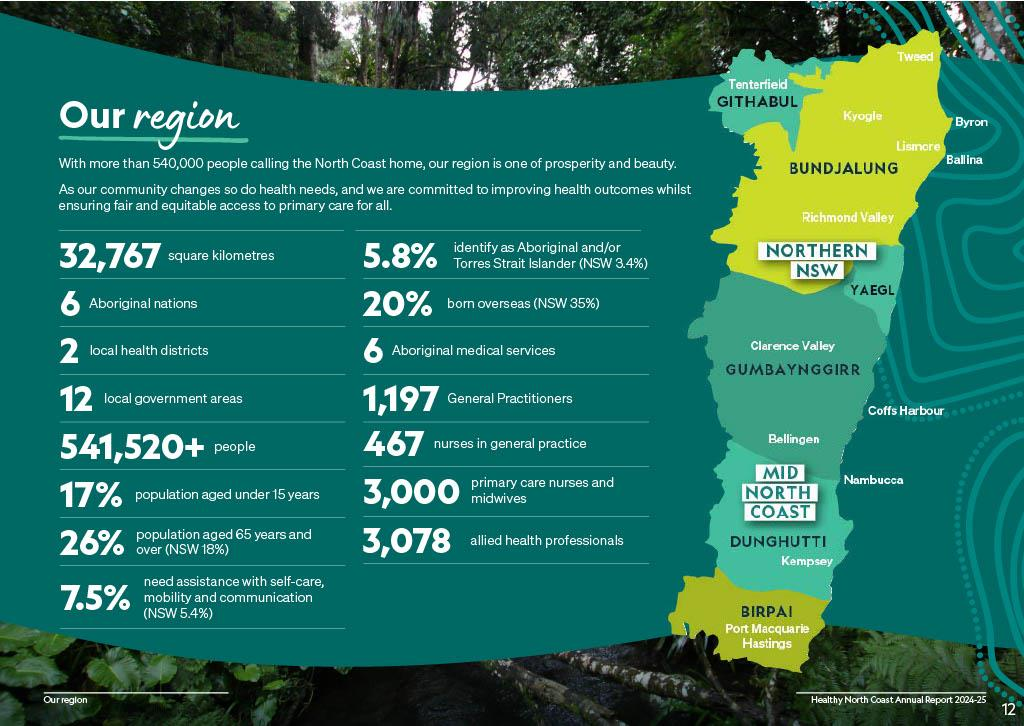 Our region
With more than 540,000 people calling the North Coast home, our region is one of prosperity and beauty.
As our community changes so do health needs, and we are committed to improving health outcomes whilst
ensuring fair and equitable access to primary care for all.
32,767 square kilometres
6 Aboriginal nations
2 local health districts
12 local government areas
541,520+ people
17% population aged under 15 years
26% population aged 65 years and
over (NSW 18%)
7.5% need assistance with self-care,
mobility and communication
(NSW 5.4%)
5.8% identify as Aboriginal and/or
Torres Strait Islander (NSW 3.4%)
20% born overseas (NSW 35%)
6 Aboriginal medical services
1,197 General Practitioners
467 nurses in general practice
3,000 primary care nurses and
midwives
3,078 allied health professionals
Tweed
Tenterfield
GITHABUL
Kyogle
Byron
Lismore
Ballina
BUNDJALUNG
Richmond Valley
NORTHERN
NSW
YAEGL
Clarence Valley
GUMBAYNGGIRR
Coffs Harbour
Bellingen
MID
NORTH
COAST
Nambucca
DUNGHUTTI
Kempsey
BIRPAI
Port Macquarie
Hastings
Our region
Healthy North Coast Annual Report 2024-25
12